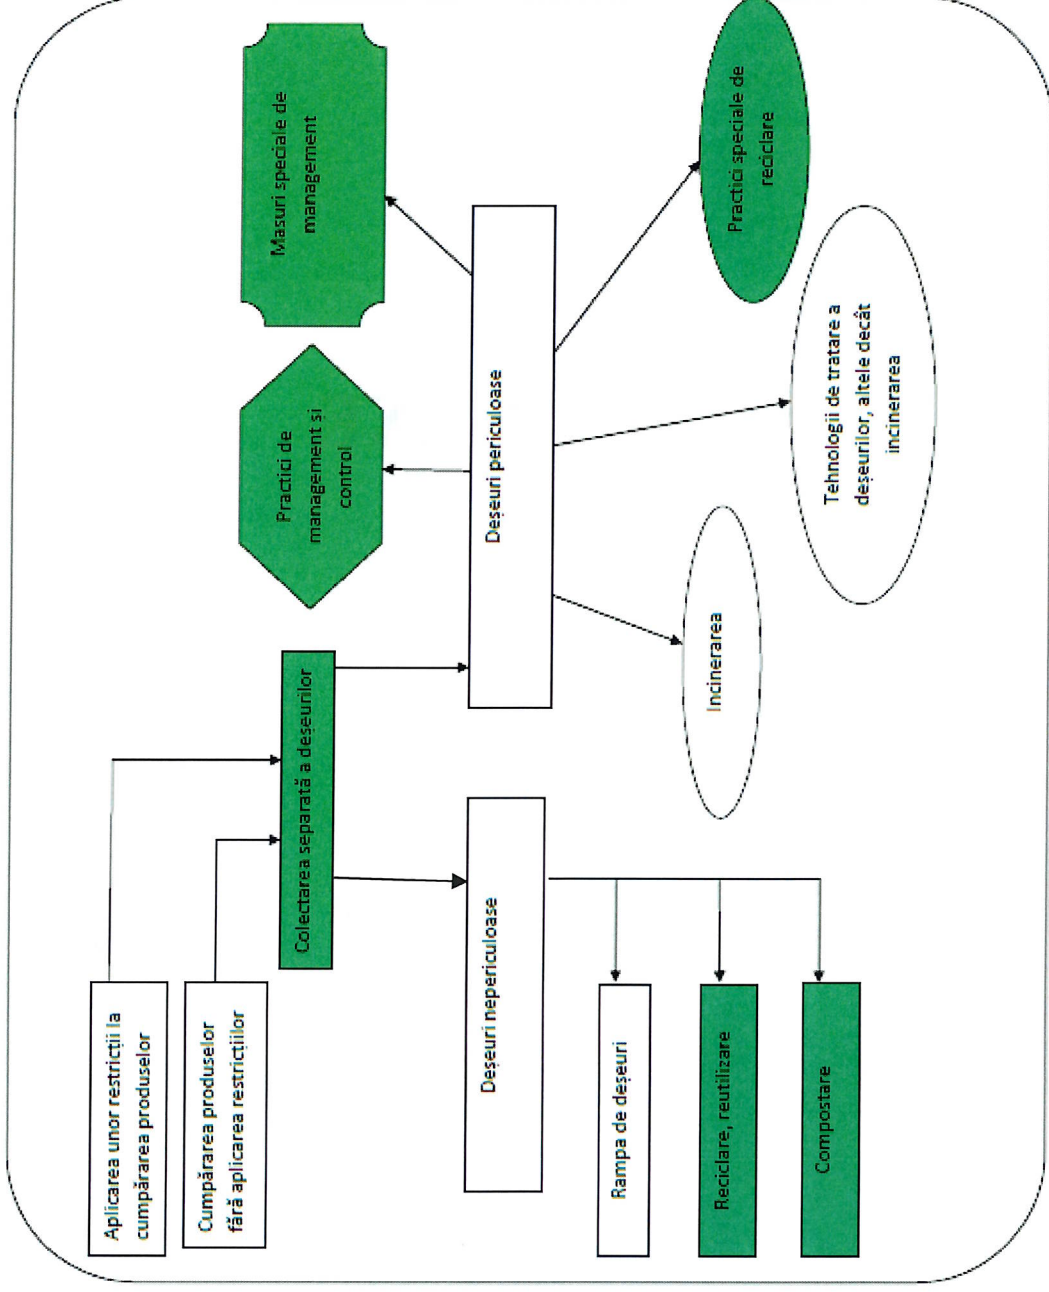 Aplicarea unor restricții la
cumpărarea produselor
Cumpărarea produselor
fără aplicarea restricțiilor
Colectarea separată a deșeurilor
Practici de
management și
control
Masuri speciale de
management
Deșeuri nepericuloase
Deșeuri periculoase
Rampa de deșeuri
Reciclare, reutilizare
Compostare
Incinerarea
Tehnologii de tratare a
deșeurilor, altele decât
incinerarea
Practici speciale de
reciclare